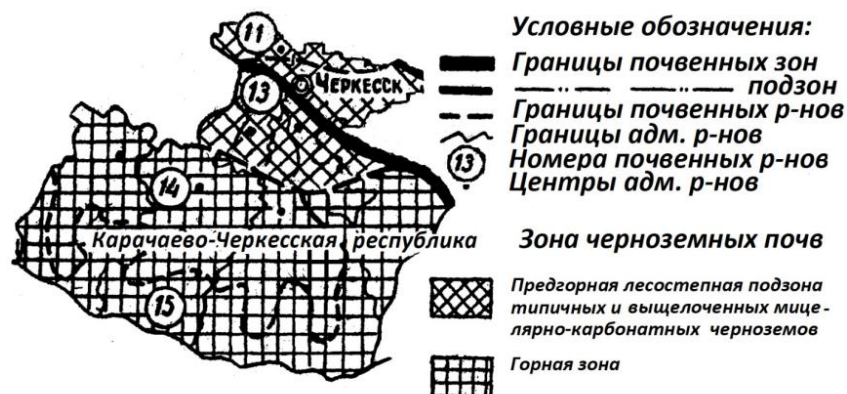 11
Черкесск
13
14
Карачаево-Черкесская республика
15
Условные обозначения:
Границы почвенных зон
подзон
Границы почвенных р-нов
Границы адм. р-нов
13 Номера почвенных р-нов
Центры адм. р-нов
Зона черноземных почв
Предгорная лесостепная подзона
типичных и выщелоченных мице-
лярно-карбонатных черноземов
Горная зона